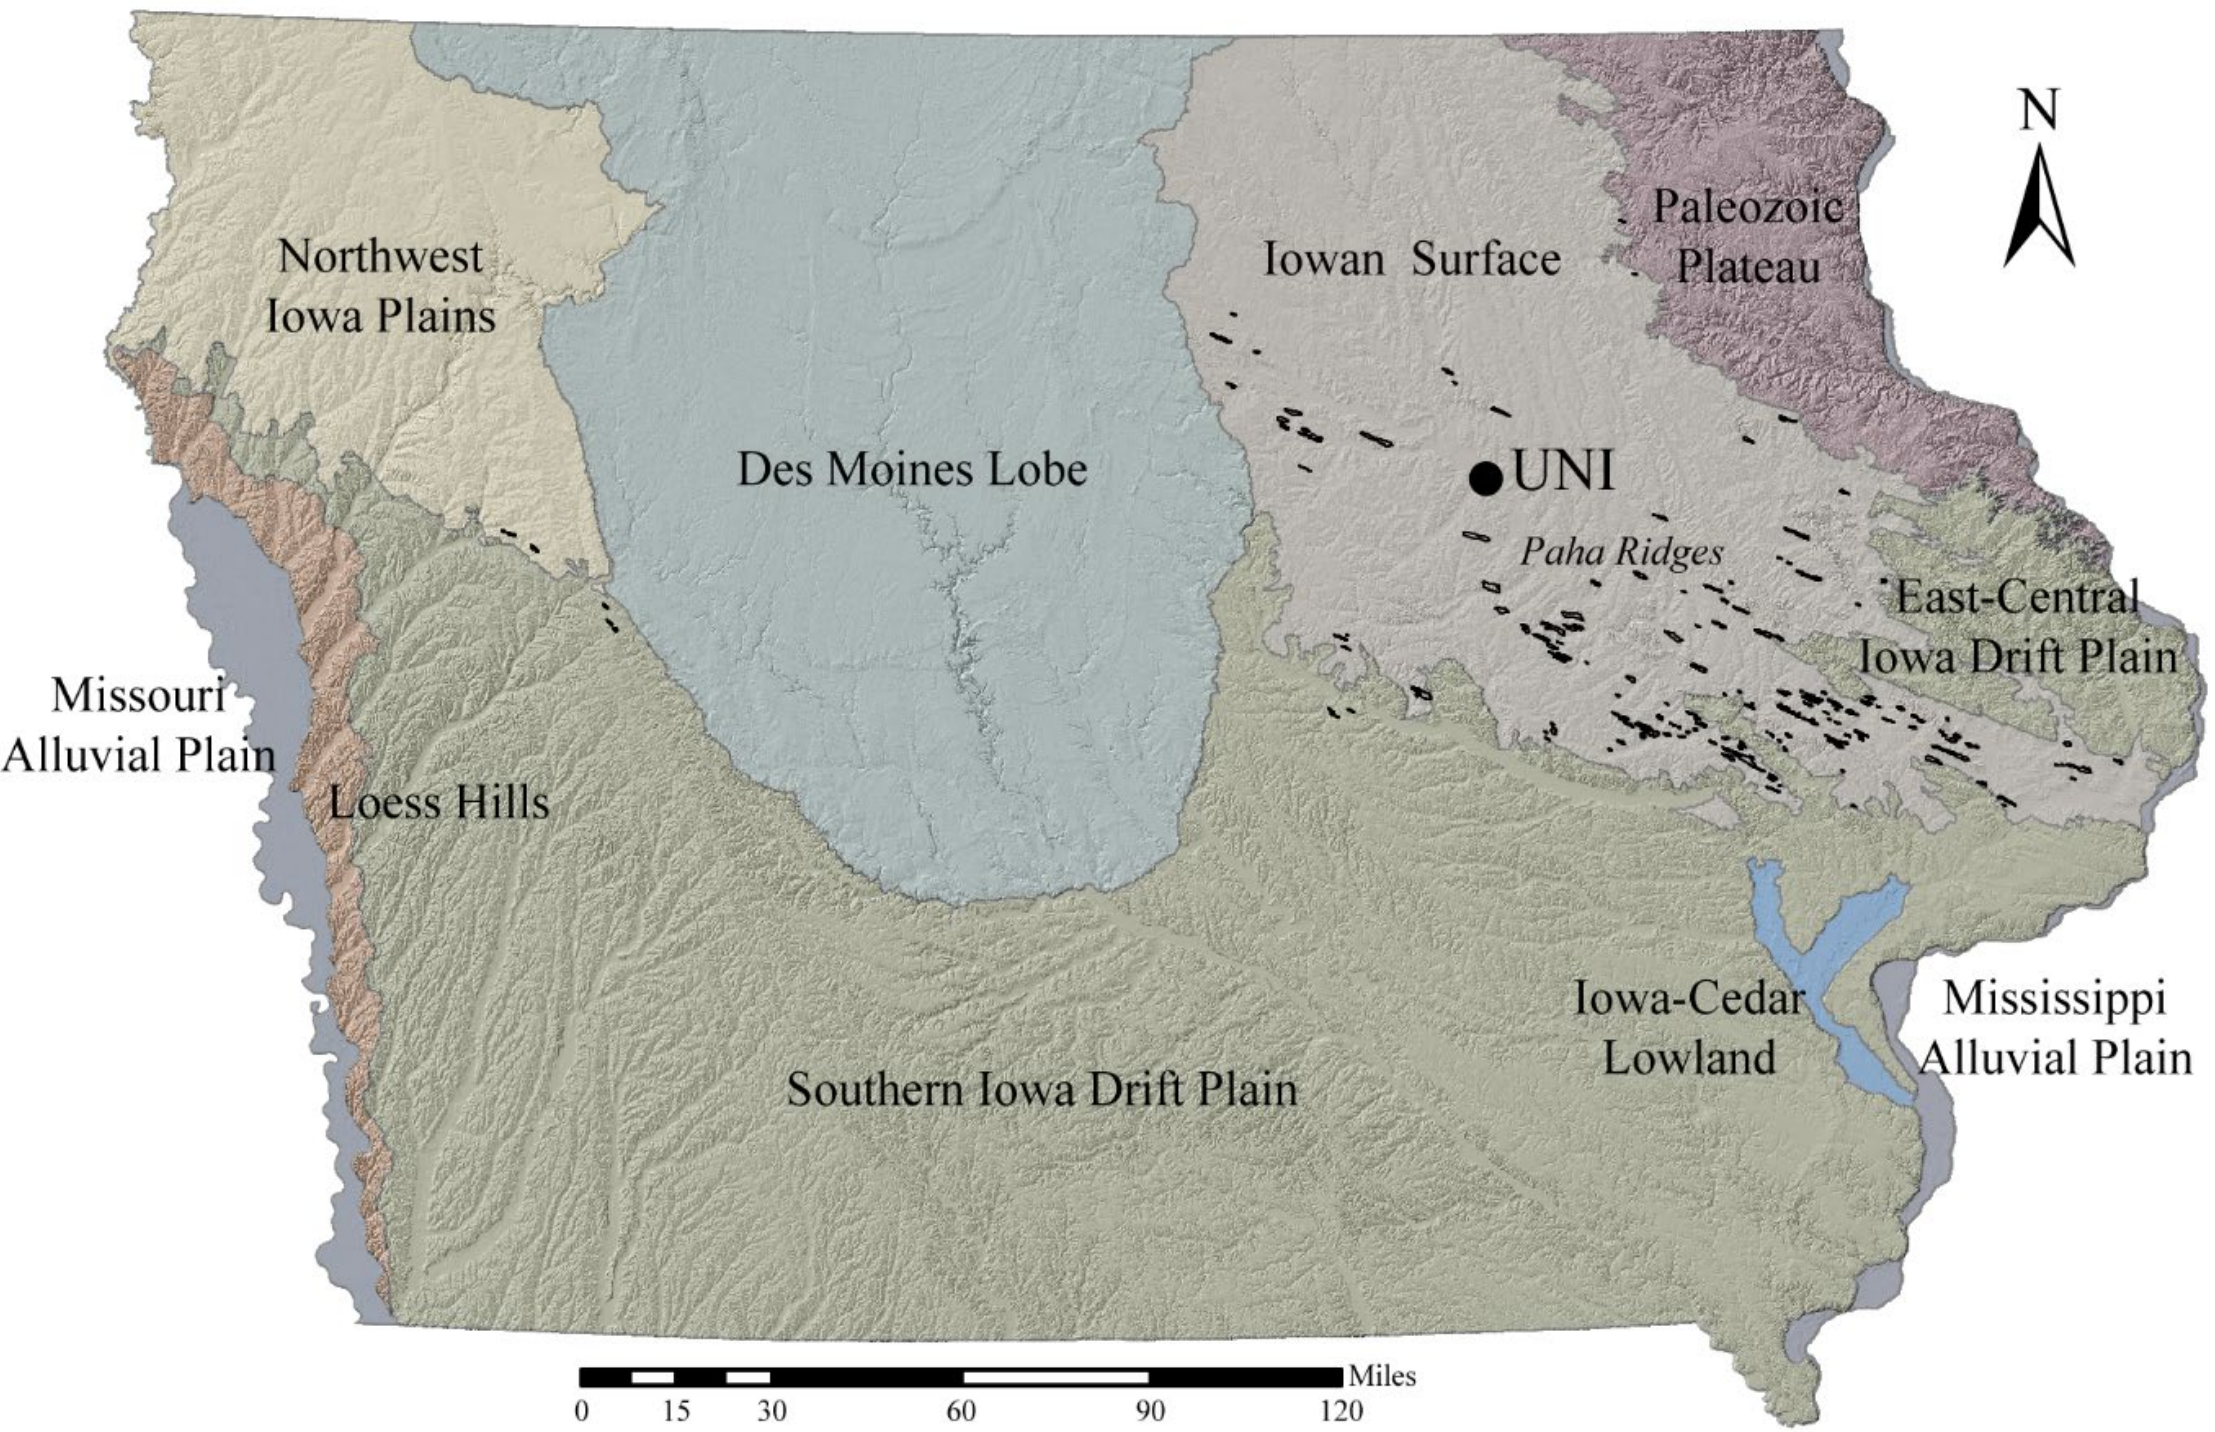 N
Paleozoic
Plateau
Northwest
Iowa Plains
Iowan Surface
Des Moines Lobe
UNI
Paha Ridges
East-Central
Iowa Drift Plain
Missouri
Alluvial Plain
Loess Hills
Iowa-Cedar
Lowland
Mississippi
Alluvial Plain
Southern Iowa Drift Plain
Miles
0 15 30 60 90 120